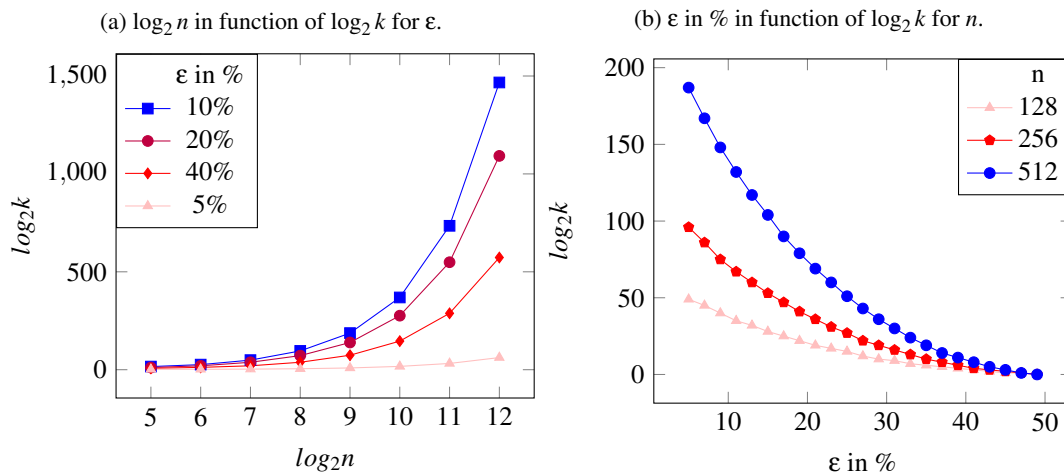 (a) log₂ n in function of log₂ k for ε.
ε in %
10%
20%
40%
5%
1,500
1,000
500
0
log₂k
5 6 7 8 9 10 11 12
log₂n
(b) ε in % in function of log₂ k for n.
n
128
256
512
200
150
100
50
0
log₂k
10 20 30 40 50
ε in %